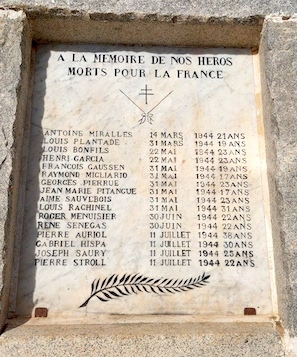 A LA MEMOIRE DE NOS HEROS
MORTS POUR LA FRANCE
ANTOINE MIRALLES 14 MARS 1944 21 ANS
LOUIS PLANTADE 31 MARS 1944 19 ANS
LOUIS BONFILS 22 MAI 1944 23 ANS
HENRI GARCIA 22 MAI 1944 23 ANS
FRANCOIS GAUSSEN 31 MAI 1944 19 ANS
RAYMOND MIGLIARIO 31 MAI 1944 17 ANS
GEORGES PIERRUE 31 MAI 1944 23 ANS
JEAN MARIE PITANGUE 31 MAI 1944 17 ANS
AIME SAUVEBOIS 31 MAI 1944 23 ANS
LOUIS RACHINEL 31 MAI 1944 31 ANS
ROGER MENUISIER 30 JUIN 1944 22 ANS
RENE SENEGAS 30 JUIN 1944 22 ANS
PIERRE AURIOL 11 JUILLET 1944 38 ANS
GABRIEL HISPA 11 JUILLET 1944 30 ANS
JOSEPH SAURY 11 JUILLET 1944 25 ANS
PIERRE STROLL 11 JUILLET 1944 22 ANS